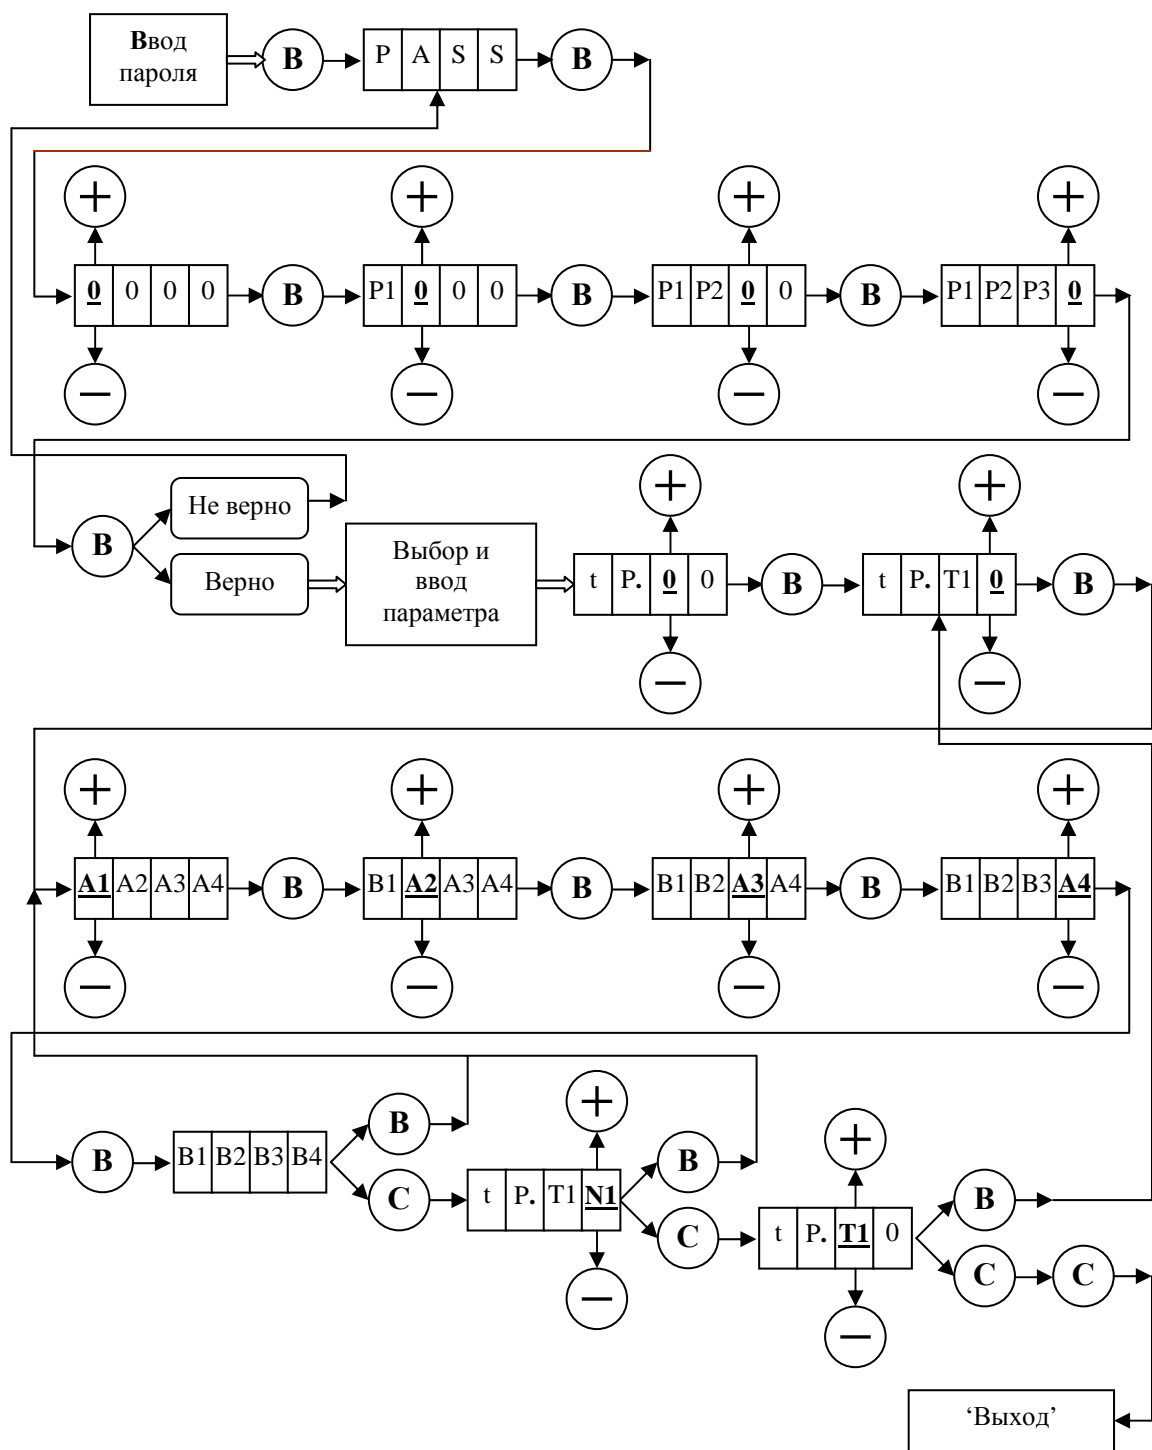 Ввод
пароля
В
P A S S
В
+ + + +
0 0 0 0
В
P1 0 0 0
В
P1 P2 0 0
В
P1 P2 P3 0
− − − −
+ +
Не верно
В
Верно
Выбор и
ввод
параметра
t P. 0 0
В
t P. T1 0
В
− −
+ + + +
A1 A2 A3 A4
В
B1 A2 A3 A4
В
B1 B2 A3 A4
В
B1 B2 B3 A4
− − − −
В
B1 B2 B3 B4
В
С
+
t P. T1 N1
−
В
С
+
t P. T1 0
−
В
С
С
‘Выход’